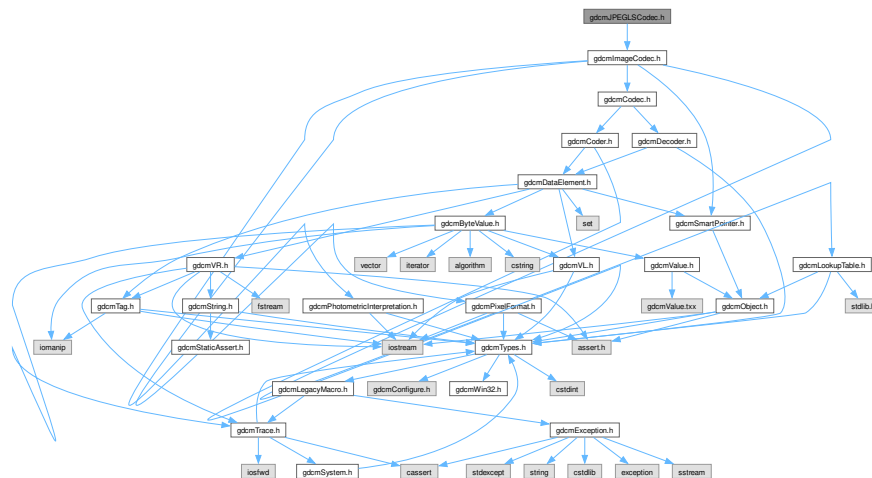 gdcmJPEGLSCodec.h
gdcmImageCodec.h
gdcmCodec.h
gdcmCoder.h
gdcmDecoder.h
gdcmDataElement.h
gdcmByteValue.h
set
gdcmSmartPointer.h
gdcmVR.h
vector
iterator
algorithm
cstring
gdcmVL.h
gdcmValue.h
gdcmLookupTable.h
gdcmTag.h
gdcmString.h
fstream
gdcmPhotometricInterpretation.h
gdcmPixelFormat.h
gdcmValue.txx
gdcmObject.h
iomanip
gdcmStaticAssert.h
iostream
gdcmTypes.h
assert.h
gdcmLegacyMacro.h
gdcmConfigure.h
gdcmWin32.h
cstdint
gdcmTrace.h
gdcmException.h
iosfwd
gdcmSystem.h
cassert
stdexcept
string
cstdlib
exception
sstream